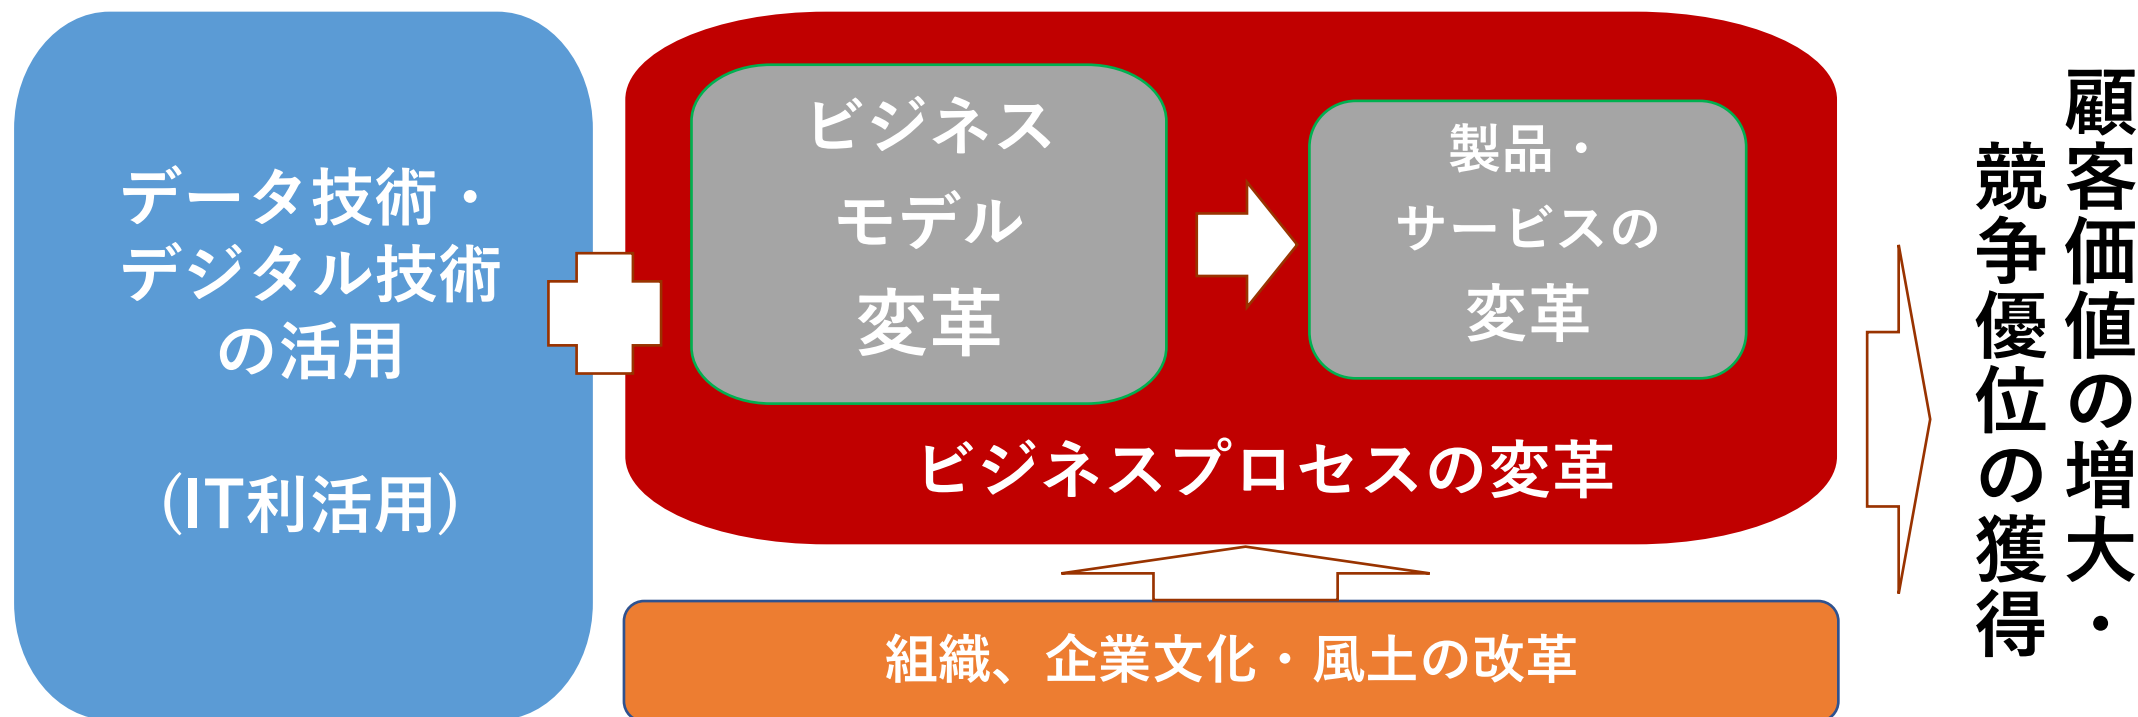 データ技術・
デジタル技術
の活用
（IT利活用）
ビジネス
モデル
変革
製品・
サービスの
変革
ビジネスプロセスの変革
組織、企業文化・風土の改革
顧客価値の増大・
競争優位の獲得